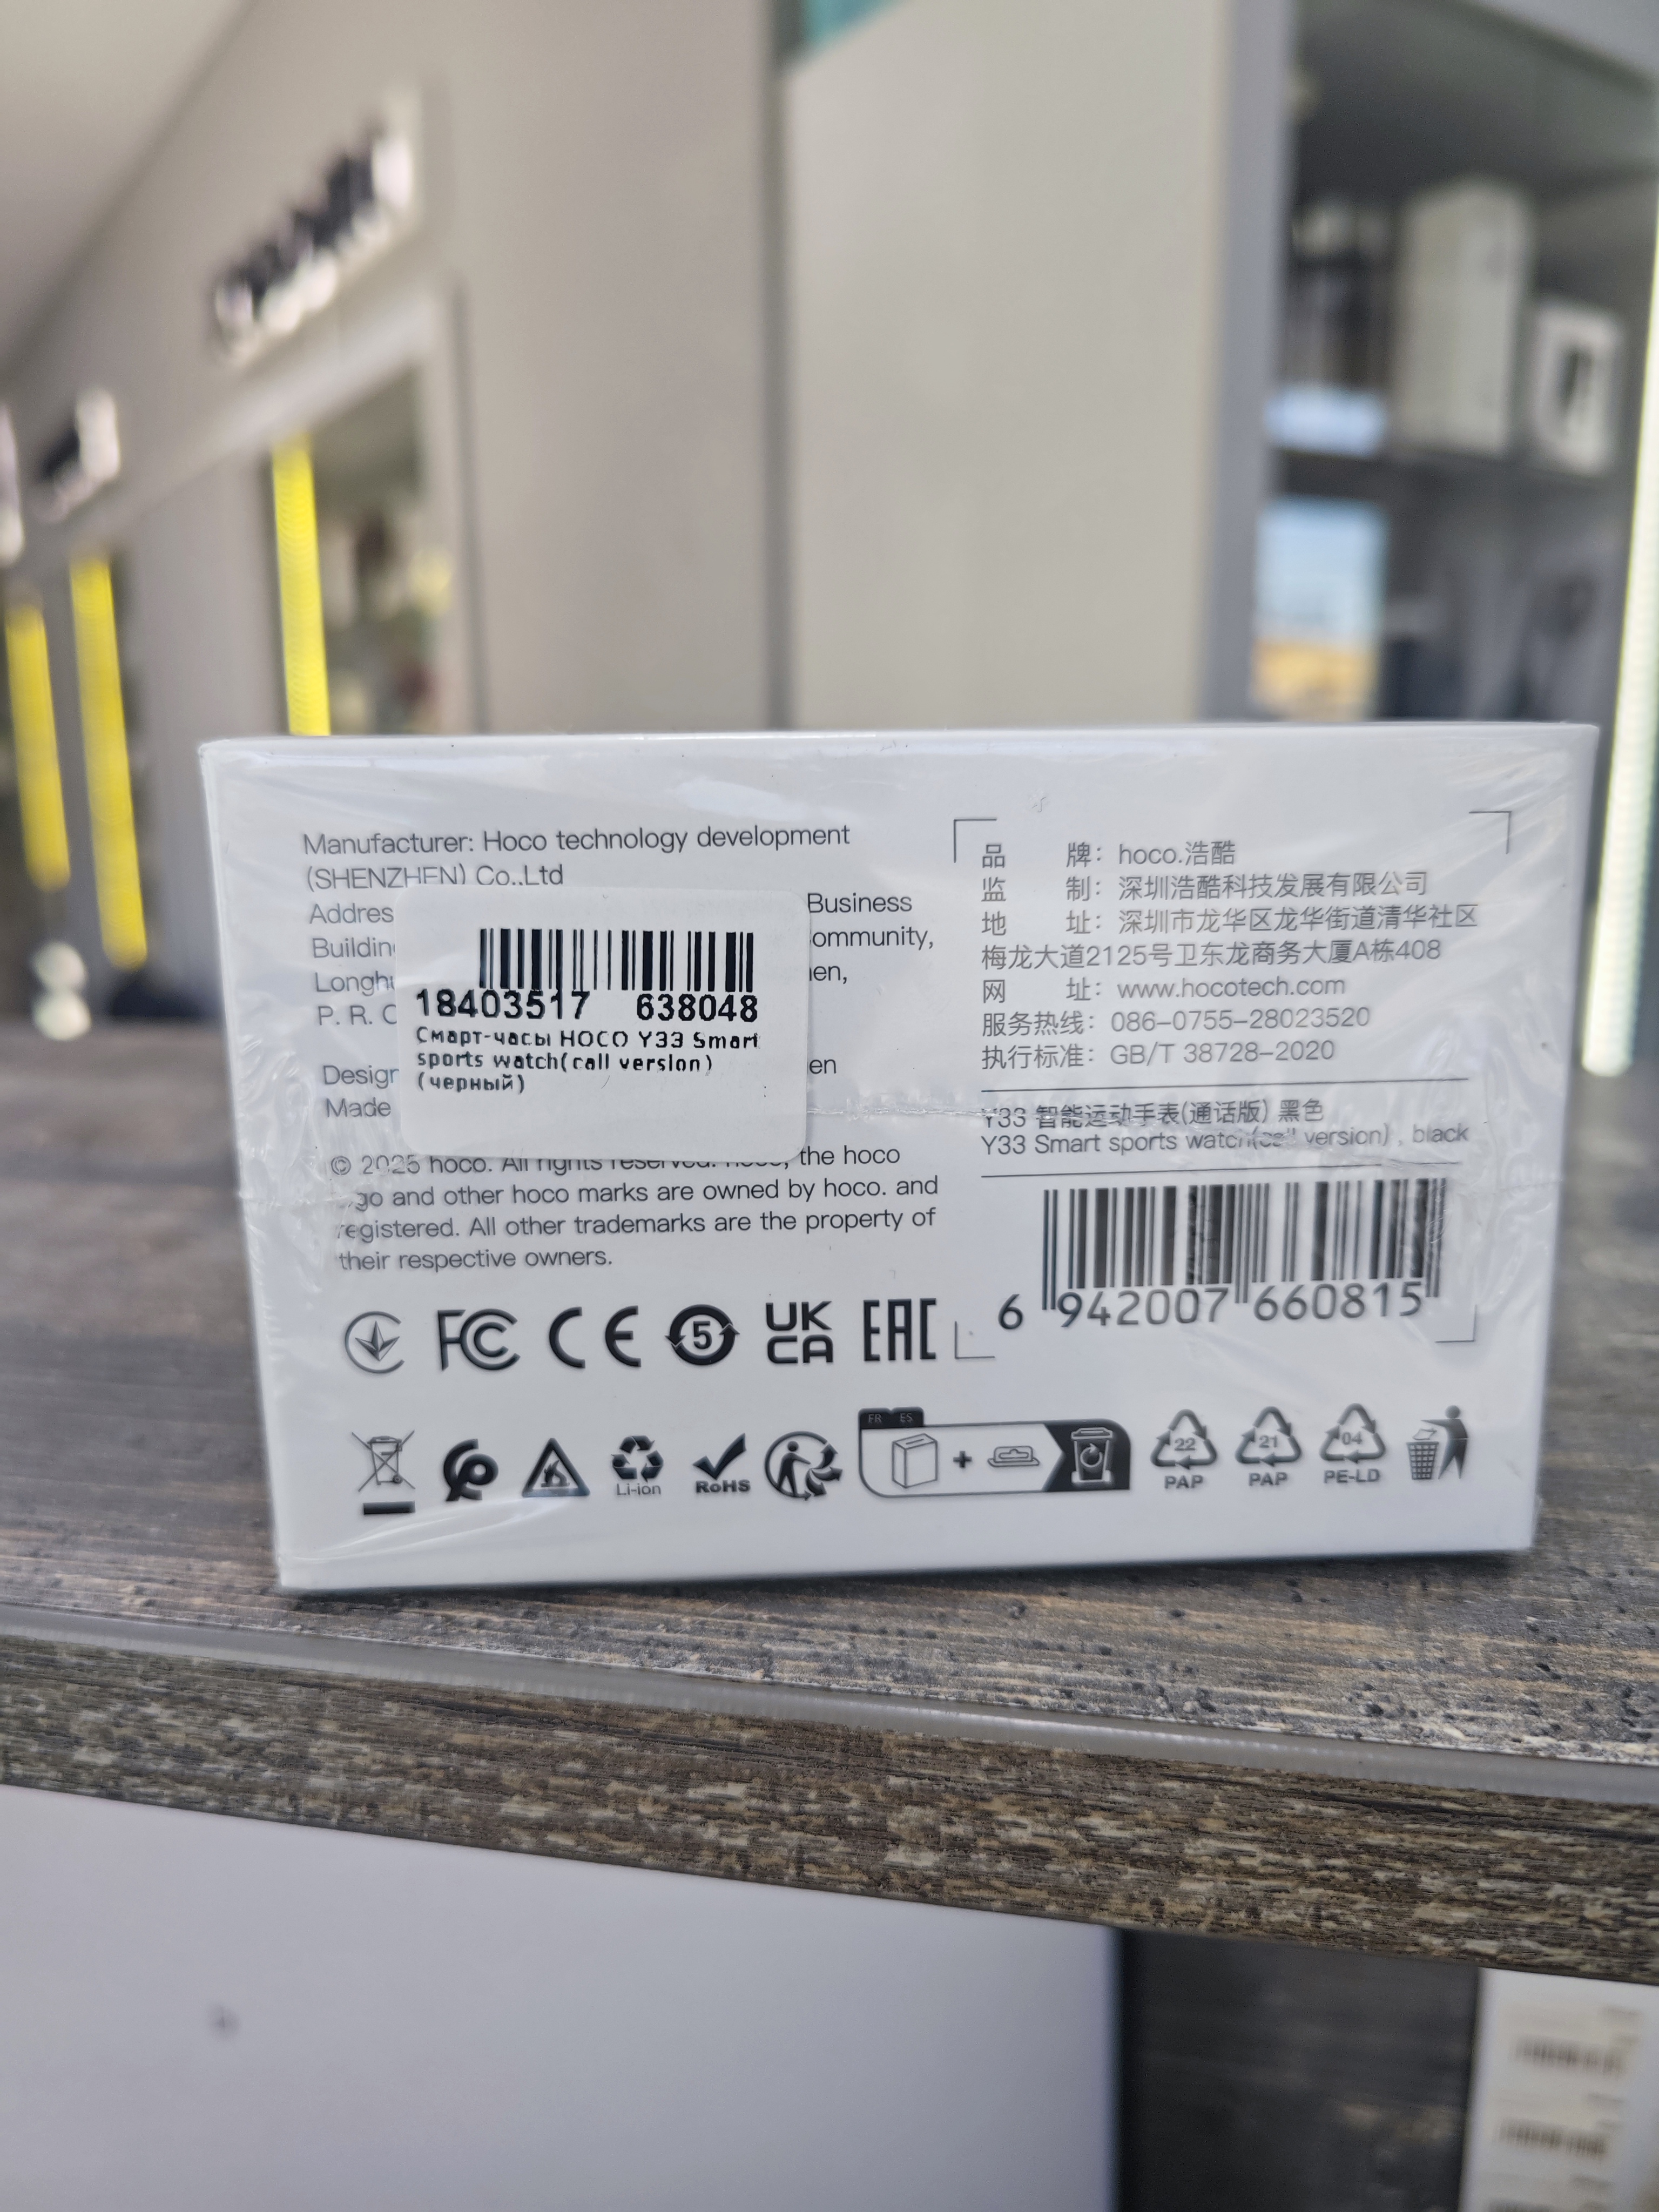 Manufacturer: Hoco technology development
(SHENZHEN) Co.,Ltd
Addres
Business
Building
ommunity,
Longhu
en,
P. R. C
Design
en
Made
18403517 638048
Смарт-часы HOCO Y33 Smart
sports watch(call version)
(черный)
© 2025 hoco. All rights reserved. hoco, the hoco
go and other hoco marks are owned by hoco. and
registered. All other trademarks are the property of
their respective owners.
FC CE 5 UK CA EAC
Li-ion
RoHS
FR ES
22 PAP
21 PAP
04 PE-LD
品 牌：hoco.浩酷
监 制：深圳浩酷科技发展有限公司
地 址：深圳市龙华区龙华街道清华社区
梅龙大道2125号卫东龙商务大厦A栋408
网 址：www.hocotech.com
服务热线：086-0755-28023520
执行标准：GB/T 38728-2020
Y33 智能运动手表(通话版) 黑色
Y33 Smart sports watch(call version) , black
6 942007 660815